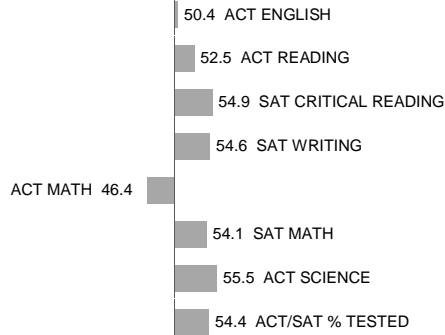 50.4 ACT ENGLISH
52.5 ACT READING
54.9 SAT CRITICAL READING
54.6 SAT WRITING
ACT MATH 46.4
54.1 SAT MATH
55.5 ACT SCIENCE
54.4 ACT/SAT % TESTED